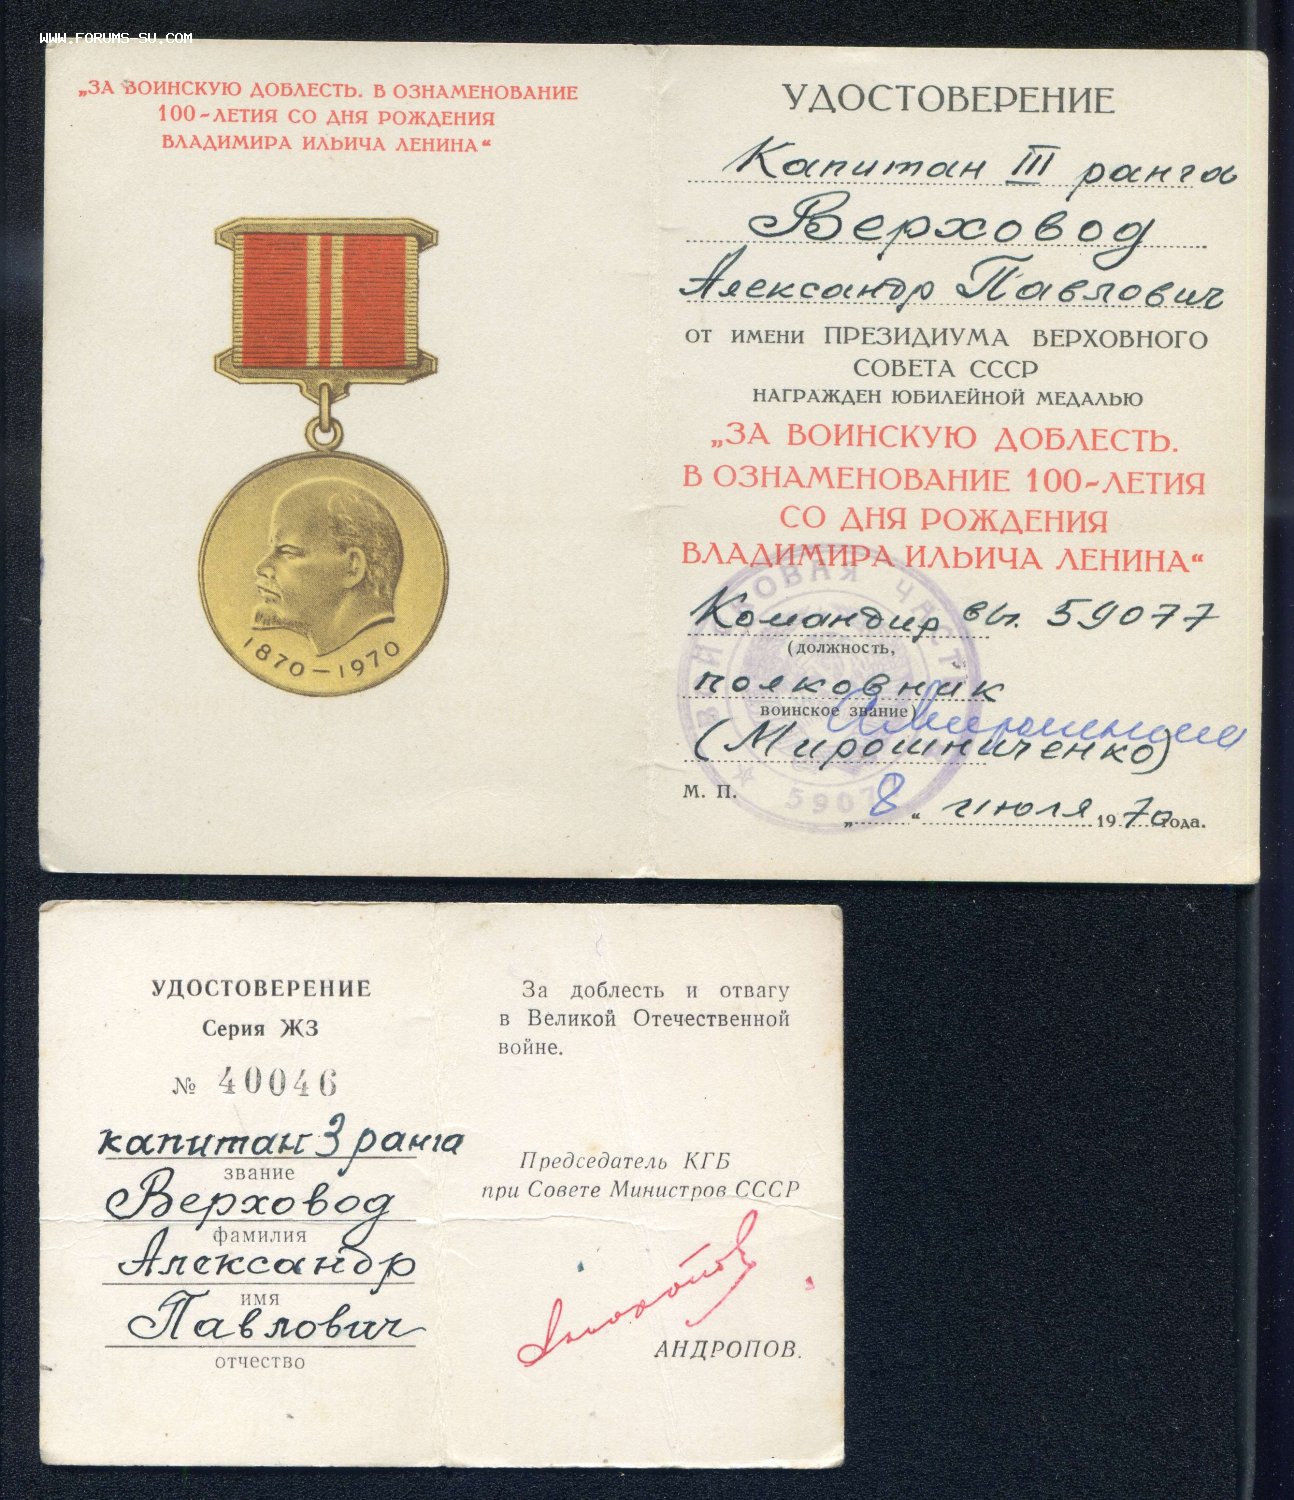 www.forums-su.com
„ЗА ВОИНСКУЮ ДОБЛЕСТЬ. В ОЗНАМЕНОВАНИЕ
100-ЛЕТИЯ СО ДНЯ РОЖДЕНИЯ
ВЛАДИМИРА ИЛЬИЧА ЛЕНИНА“
1870-1970
УДОСТОВЕРЕНИЕ
Капитан III ранга
Верховод
Александр Павлович
ОТ ИМЕНИ ПРЕЗИДИУМА ВЕРХОВНОГО
СОВЕТА СССР
НАГРАЖДЕН ЮБИЛЕЙНОЙ МЕДАЛЬЮ
„ЗА ВОИНСКУЮ ДОБЛЕСТЬ.
В ОЗНАМЕНОВАНИЕ 100-ЛЕТИЯ
СО ДНЯ РОЖДЕНИЯ
ВЛАДИМИРА ИЛЬИЧА ЛЕНИНА“
ВОЙСКОВАЯ ЧАСТЬ
Командир в/ч. 59077
(должность,
полковник
воинское звание)
(Мирошниченко)
М. П.
„8“ июля 1970 года.
УДОСТОВЕРЕНИЕ
Серия ЖЗ
№ 40046
капитан 3 ранга
звание
Верховод
фамилия
Александр
имя
Павлович
отчество
За доблесть и отвагу
в Великой Отечественной
войне.
Председатель КГБ
при Совете Министров СССР
АНДРОПОВ.